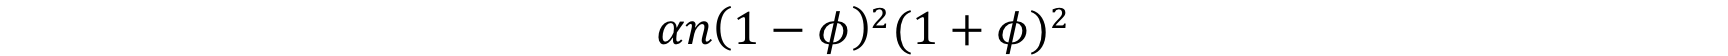 αn(1 − ϕ)²(1 + ϕ)²